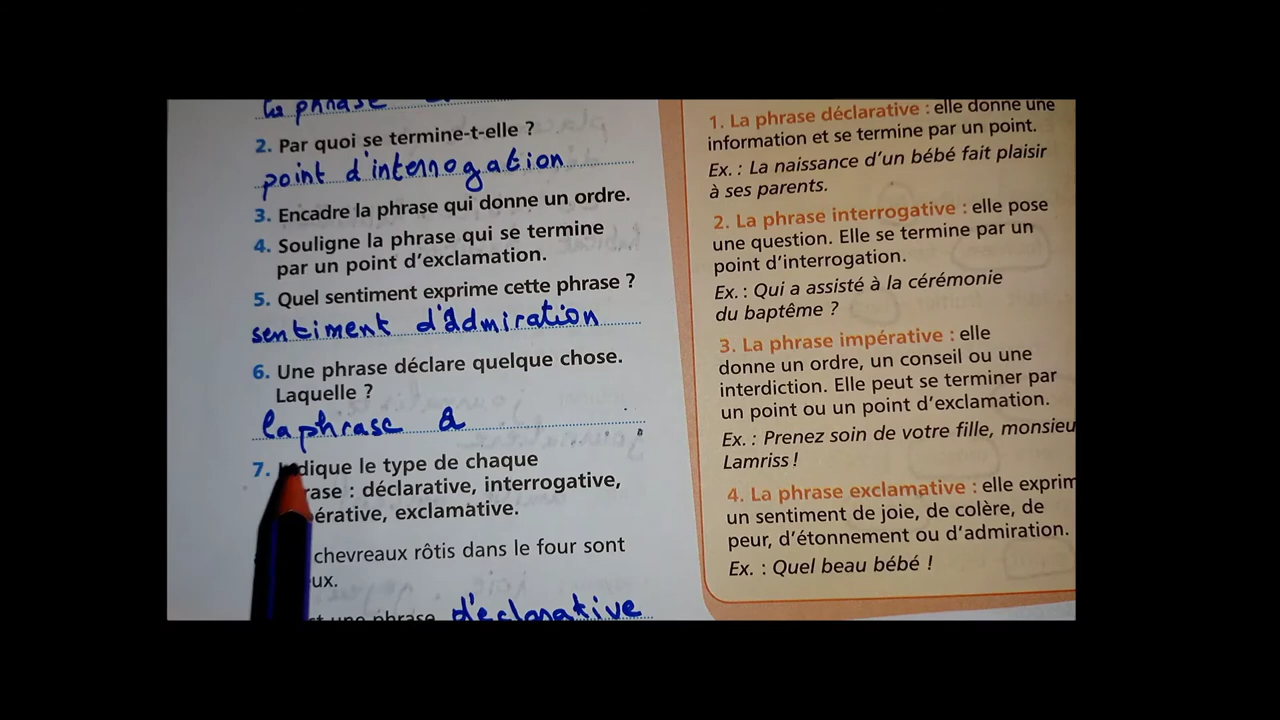 la phrase
2. Par quoi se termine-t-elle ?
point d'interrogation
3. Encadre la phrase qui donne un ordre.
4. Souligne la phrase qui se termine
par un point d'exclamation.
5. Quel sentiment exprime cette phrase ?
sentiment d'admiration
6. Une phrase déclare quelque chose.
Laquelle ?
la phrase a
7. dique le type de chaque
rase : déclarative, interrogative,
érative, exclamative.
chevreaux rôtis dans le four sont
ux.
une phrase déclarative
1. La phrase déclarative : elle donne une
information et se termine par un point.
Ex. : La naissance d'un bébé fait plaisir
à ses parents.
2. La phrase interrogative : elle pose
une question. Elle se termine par un
point d'interrogation.
Ex. : Qui a assisté à la cérémonie
du baptême ?
3. La phrase impérative : elle
donne un ordre, un conseil ou une
interdiction. Elle peut se terminer par
un point ou un point d'exclamation.
Ex. : Prenez soin de votre fille, monsieu
Lamriss !
4. La phrase exclamative : elle exprim
un sentiment de joie, de colère, de
peur, d'étonnement ou d'admiration.
Ex. : Quel beau bébé !